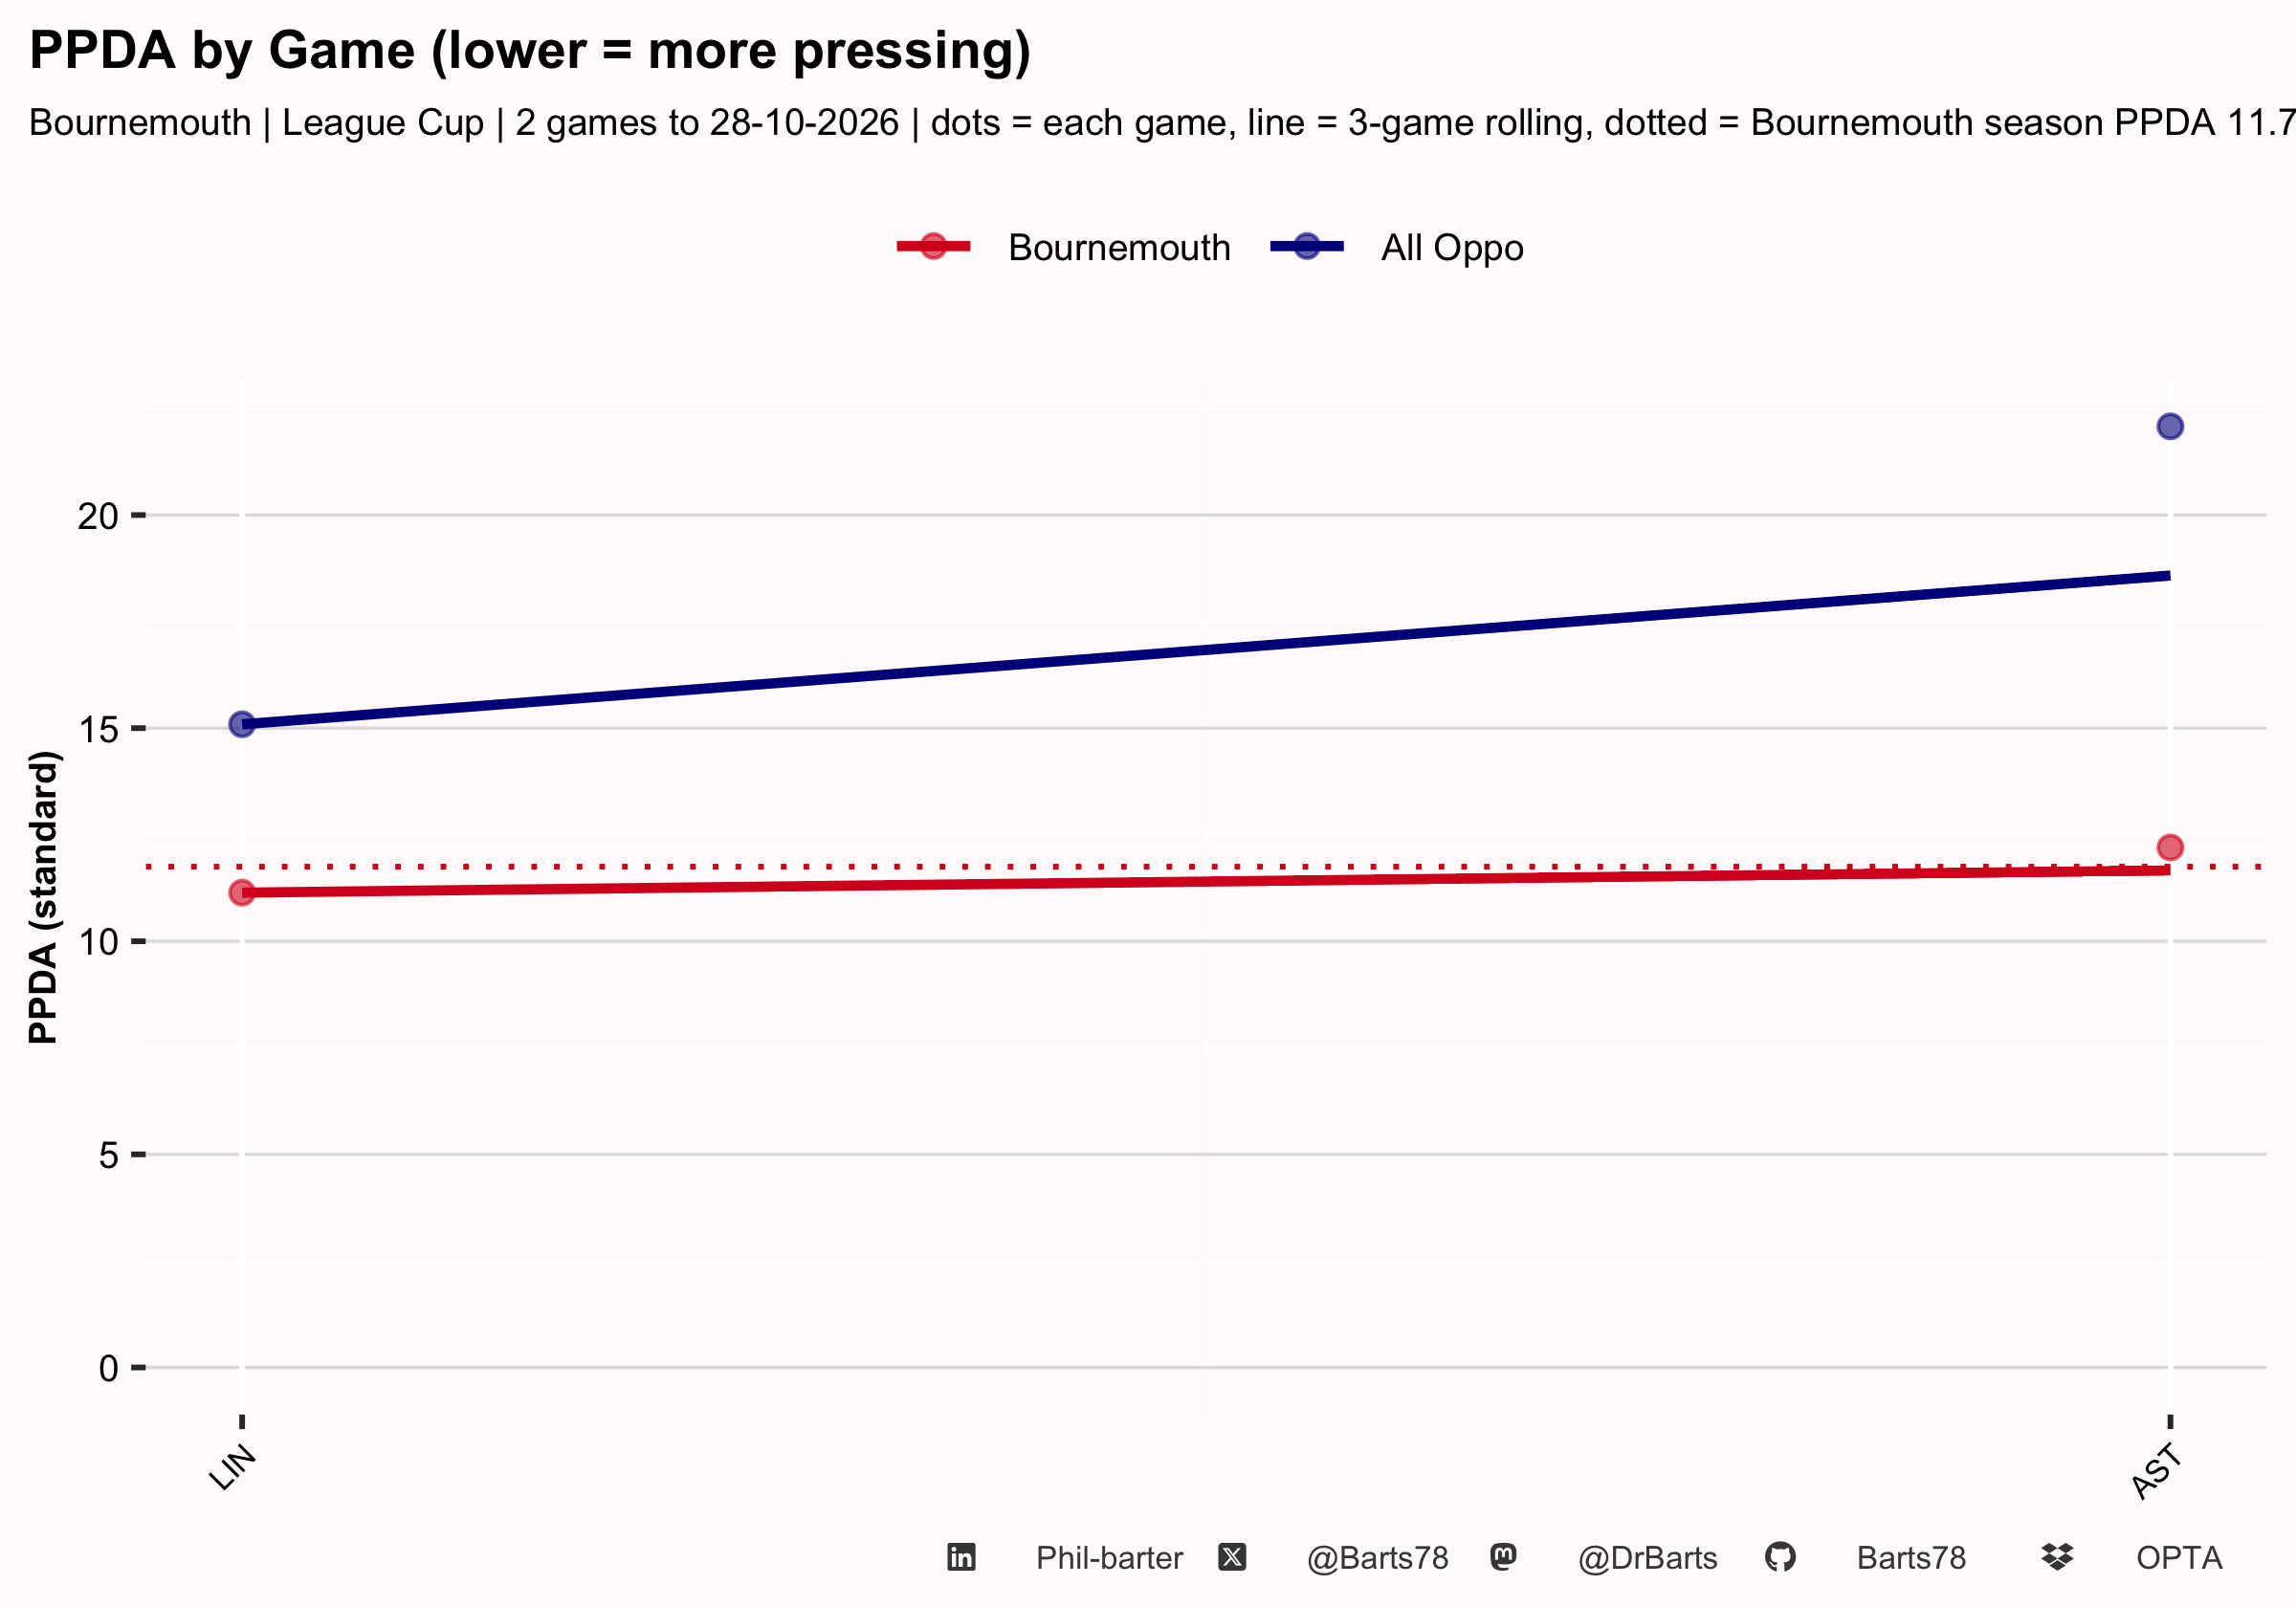 PPDA by Game (lower = more pressing)
Bournemouth | League Cup | 2 games to 28-10-2026 | dots = each game, line = 3-game rolling, dotted = Bournemouth season PPDA 11.7
Bournemouth All Oppo
PPDA (standard)
20
15
10
5
0
LIN AST
Phil-barter @Barts78 @DrBarts Barts78 OPTA